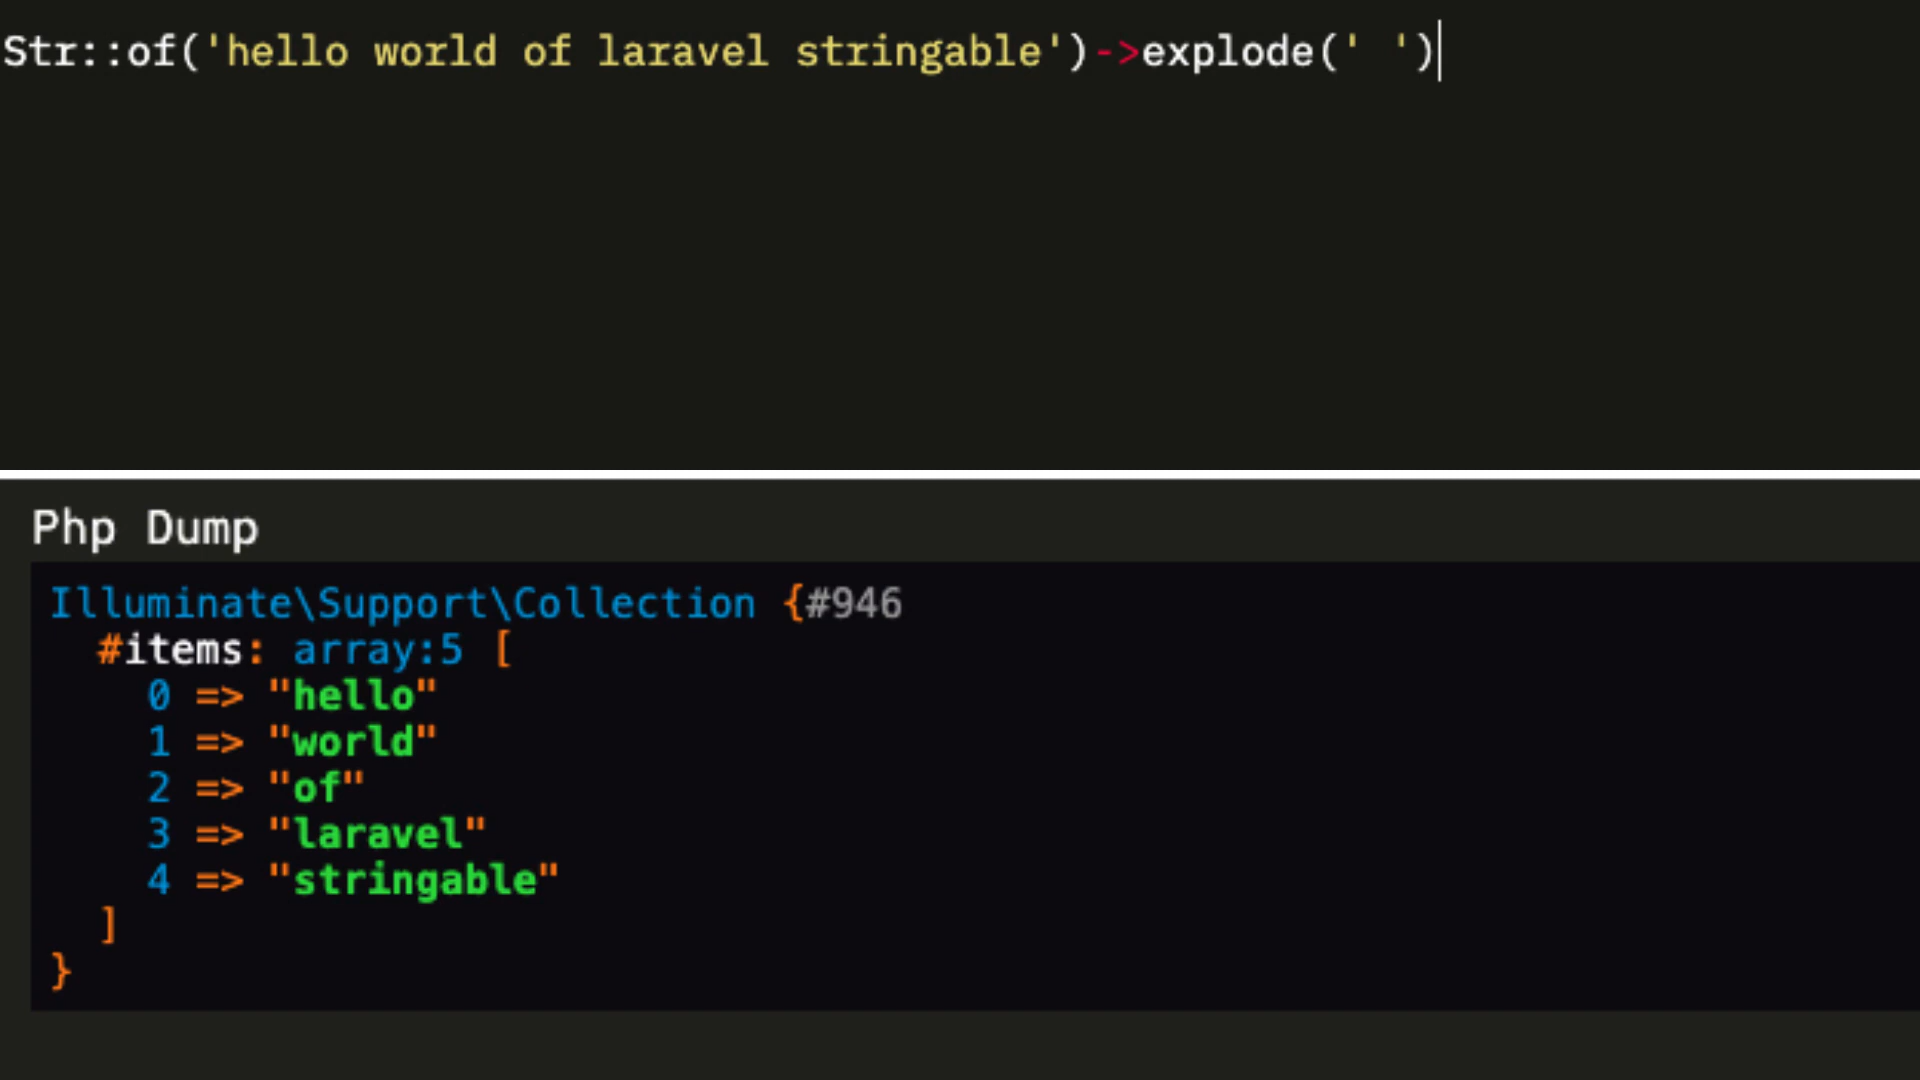 Str::of('hello world of laravel stringable')->explode(' ')
Php Dump
Illuminate\Support\Collection {#946
  #items: array:5 [
    0 => "hello"
    1 => "world"
    2 => "of"
    3 => "laravel"
    4 => "stringable"
  ]
}